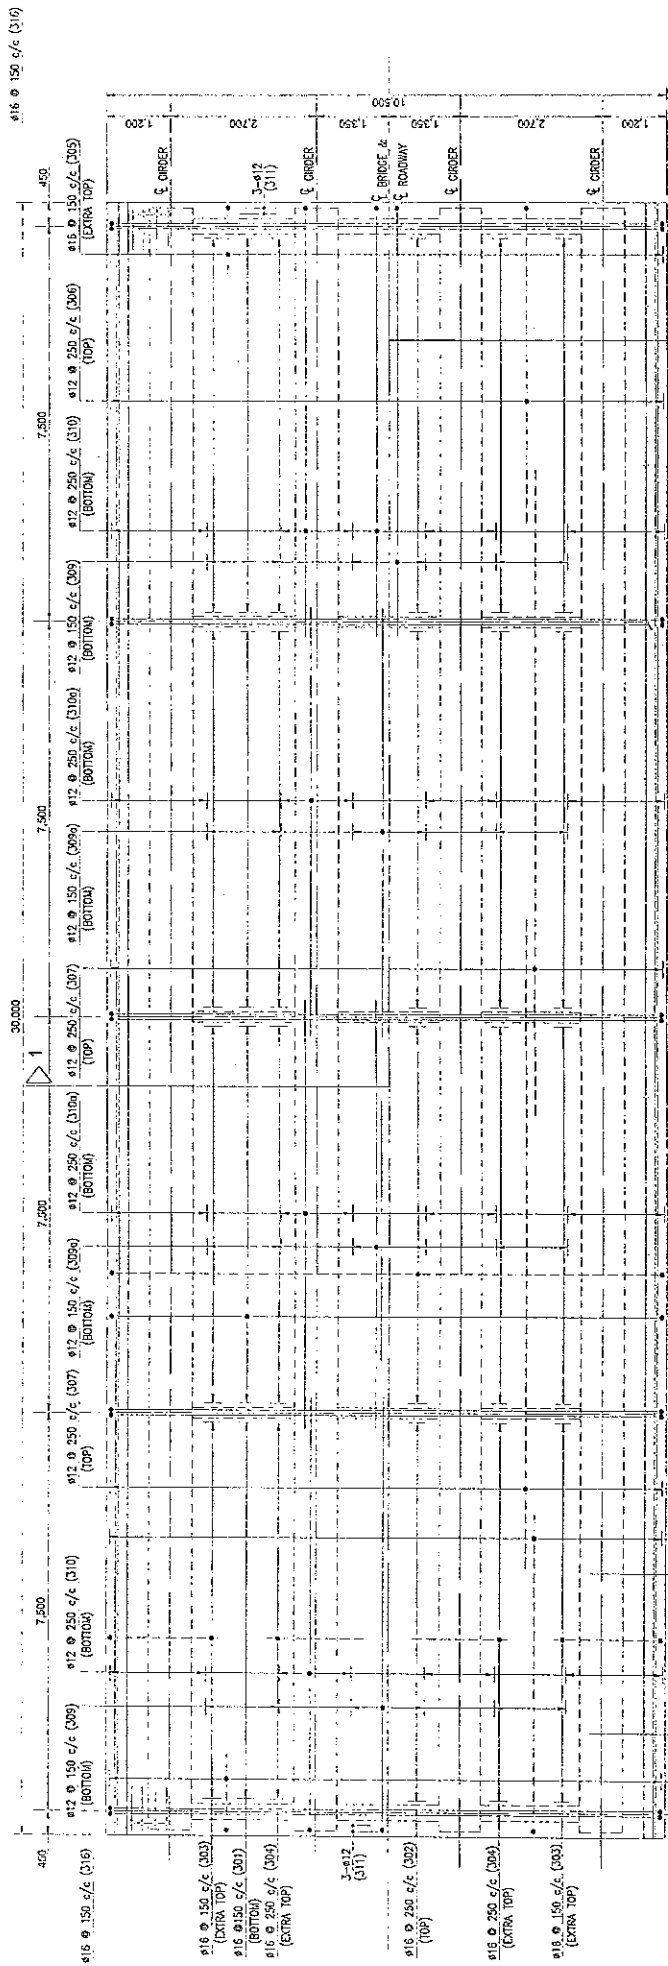 ø16 @ 150 c/c (316)
30,000
1
450
7,500
7,500
7,500
7,500
450
ø16 @ 150 c/c (316)
ø12 @ 150 c/c (309)
(BOTTOM)
ø12 @ 250 c/c (310)
(BOTTOM)
ø12 @ 250 c/c (307)
(TOP)
ø12 @ 150 c/c (309a)
(BOTTOM)
ø12 @ 250 c/c (310a)
(BOTTOM)
ø12 @ 250 c/c (307)
(TOP)
ø12 @ 150 c/c (309a)
(BOTTOM)
ø12 @ 250 c/c (310a)
(BOTTOM)
ø12 @ 150 c/c (309)
(BOTTOM)
ø12 @ 250 c/c (310)
(BOTTOM)
ø12 @ 250 c/c (306)
(TOP)
ø16 @ 150 c/c (305)
(EXTRA TOP)
ø16 @ 150 c/c (303)
(EXTRA TOP)
ø16 @ 150 c/c (301)
(BOTTOM)
ø16 @ 250 c/c (304)
(EXTRA TOP)
3-ø12
(311)
ø16 @ 250 c/c (302)
(TOP)
ø16 @ 250 c/c (304)
(EXTRA TOP)
ø16 @ 150 c/c (303)
(EXTRA TOP)
℄ GIRDER
3-ø12
(311)
℄ GIRDER
℄ BRIDGE &
℄ ROADWAY
℄ GIRDER
℄ GIRDER
1,200
2,700
1,350
1,350
2,700
1,200
10,500